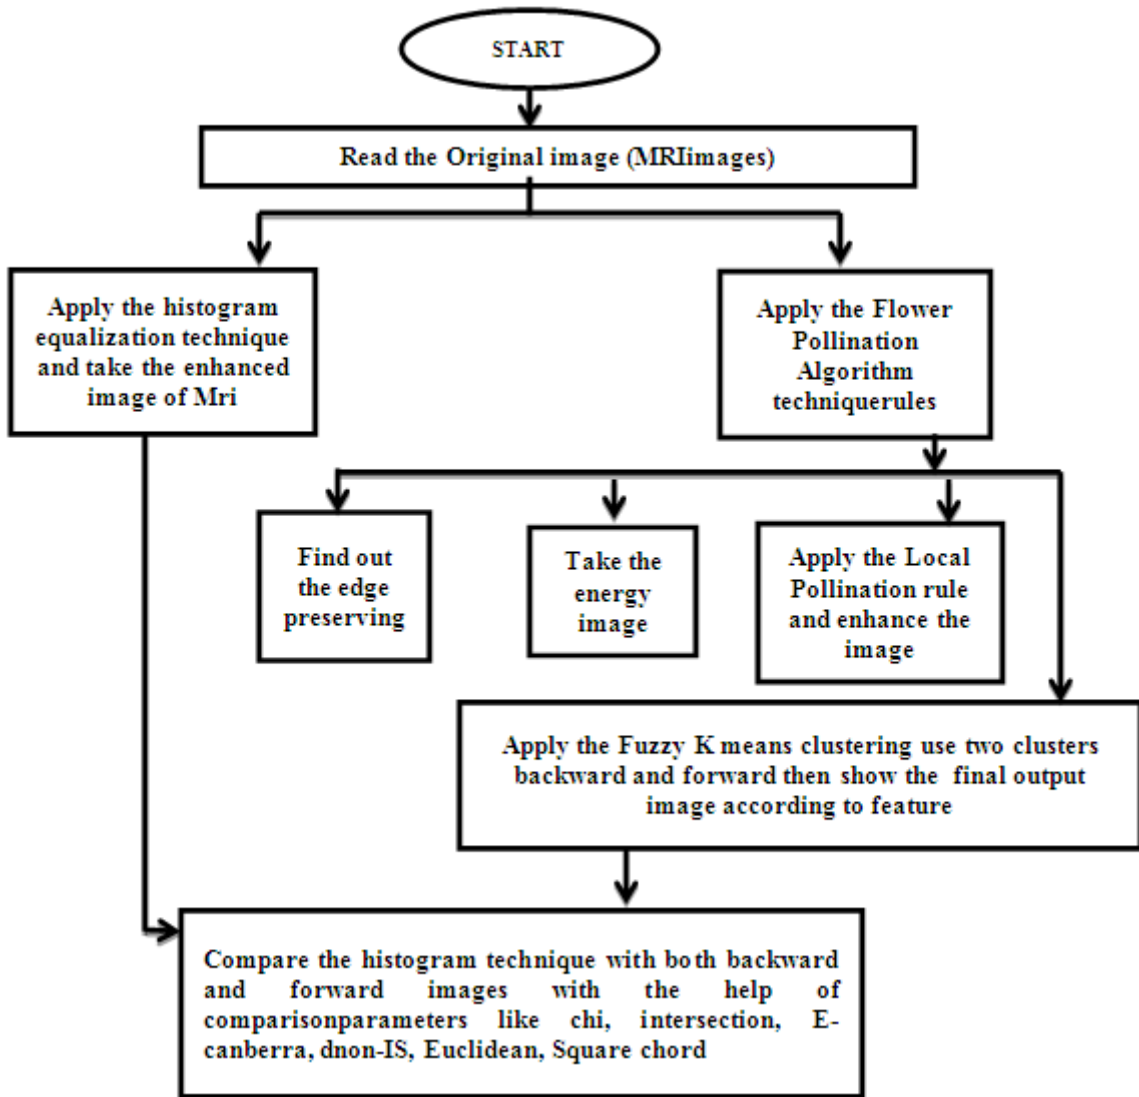 START
Read the Original image (MRIimages)
Apply the histogram
equalization technique
and take the enhanced
image of Mri
Apply the Flower
Pollination
Algorithm
techniquerules
Find out
the edge
preserving
Take the
energy
image
Apply the Local
Pollination rule
and enhance the
image
Apply the Fuzzy K means clustering use two clusters
backward and forward then show the final output
image according to feature
Compare the histogram technique with both backward
and forward images with the help of
comparisonparameters like chi, intersection, E-
canberra, dnon-IS, Euclidean, Square chord